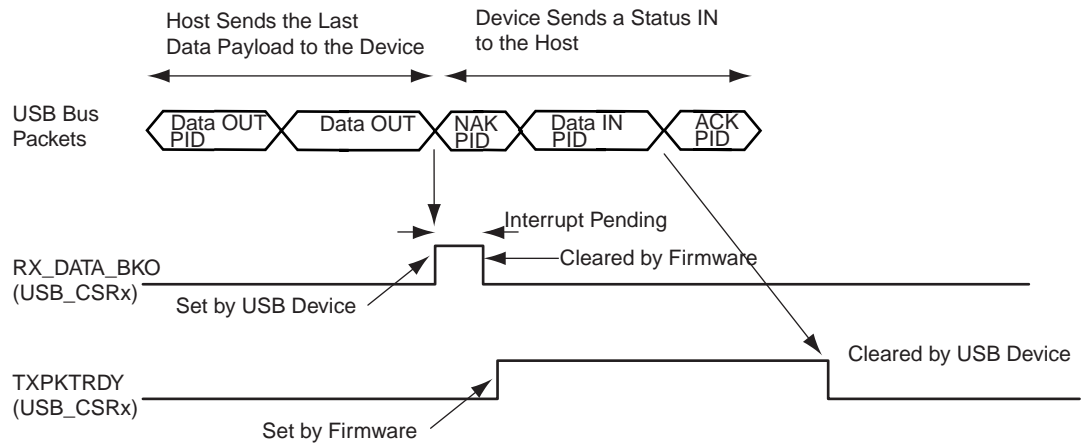 Host Sends the Last
Data Payload to the Device
Device Sends a Status IN
to the Host
USB Bus
Packets
Data OUT
PID
Data OUT
NAK
PID
Data IN
PID
ACK
PID
Interrupt Pending
RX_DATA_BKO
(USB_CSRx)
Cleared by Firmware
Set by USB Device
Cleared by USB Device
TXPKTRDY
(USB_CSRx)
Set by Firmware